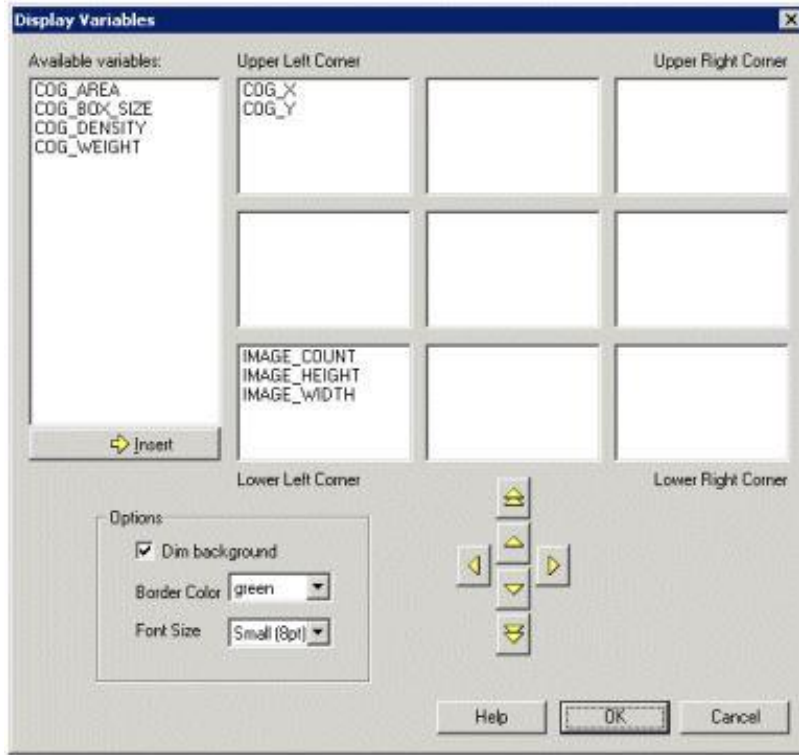 Display Variables
Available variables:
Upper Left Corner
Upper Right Corner
COG_AREA
COG_BOX_SIZE
COG_DENSITY
COG_WEIGHT
COG_X
COG_Y
IMAGE_COUNT
IMAGE_HEIGHT
IMAGE_WIDTH
Insert
Lower Left Corner
Lower Right Corner
Options
Dim background
Border Color green
Font Size Small (8pt)
Help OK Cancel